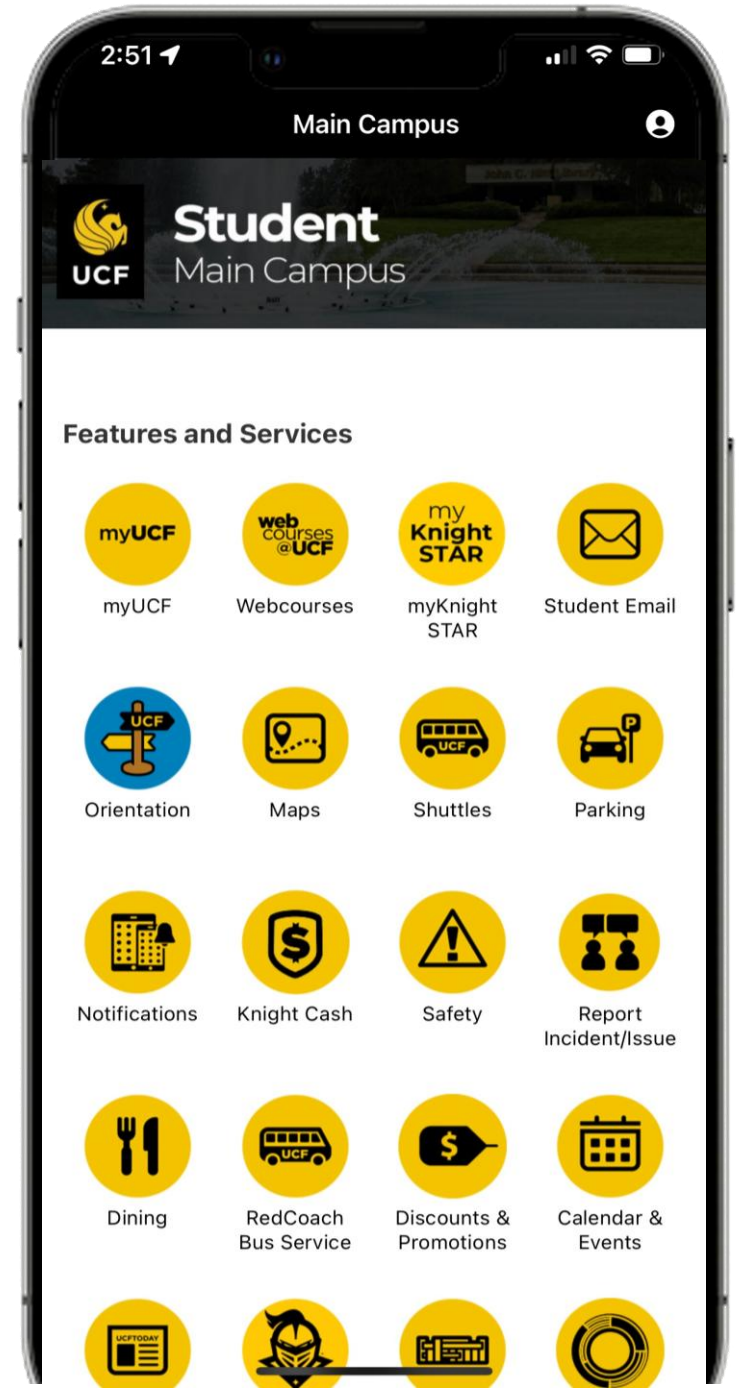 2:51
Main Campus
UCF
Student
Main Campus
Features and Services
myUCF
web
courses
@UCF
my
Knight
STAR
myUCF
Webcourses
myKnight
STAR
Student Email
UCF
UCF
P
Orientation
Maps
Shuttles
Parking
$
Notifications
Knight Cash
Safety
Report
Incident/Issue
UCF
$
Dining
RedCoach
Bus Service
Discounts &
Promotions
Calendar &
Events
UCFTODAY